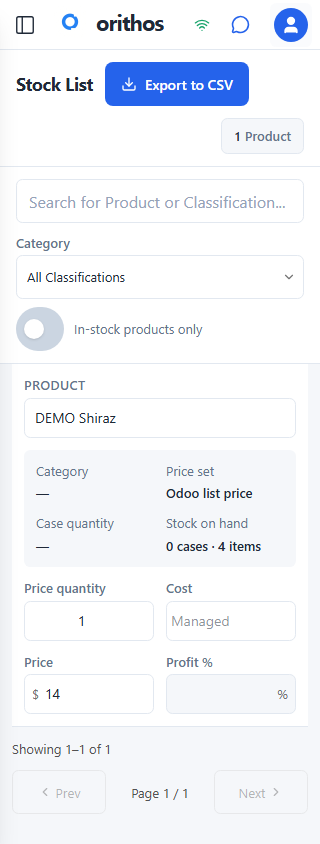 orithos
Stock List
Export to CSV
1 Product
Search for Product or Classification...
Category
All Classifications
In-stock products only
PRODUCT
DEMO Shiraz
Category
Price set
—
Odoo list price
Case quantity
Stock on hand
—
0 cases · 4 items
Price quantity
Cost
1
Managed
Price
Profit %
$ 14
%
Showing 1–1 of 1
Prev
Page 1 / 1
Next